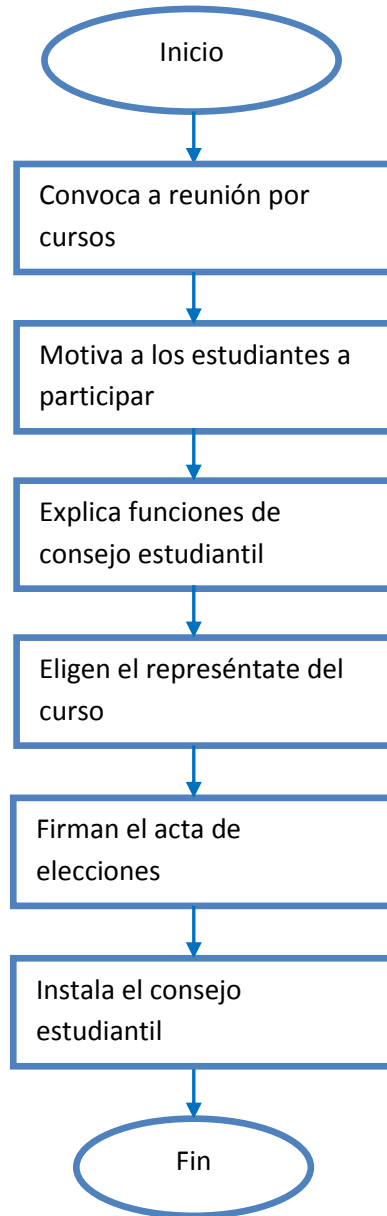 Inicio
Convoca a reunión por
cursos
Motiva a los estudiantes a
participar
Explica funciones de
consejo estudiantil
Eligen el represéntate del
curso
Firman el acta de
elecciones
Instala el consejo
estudiantil
Fin